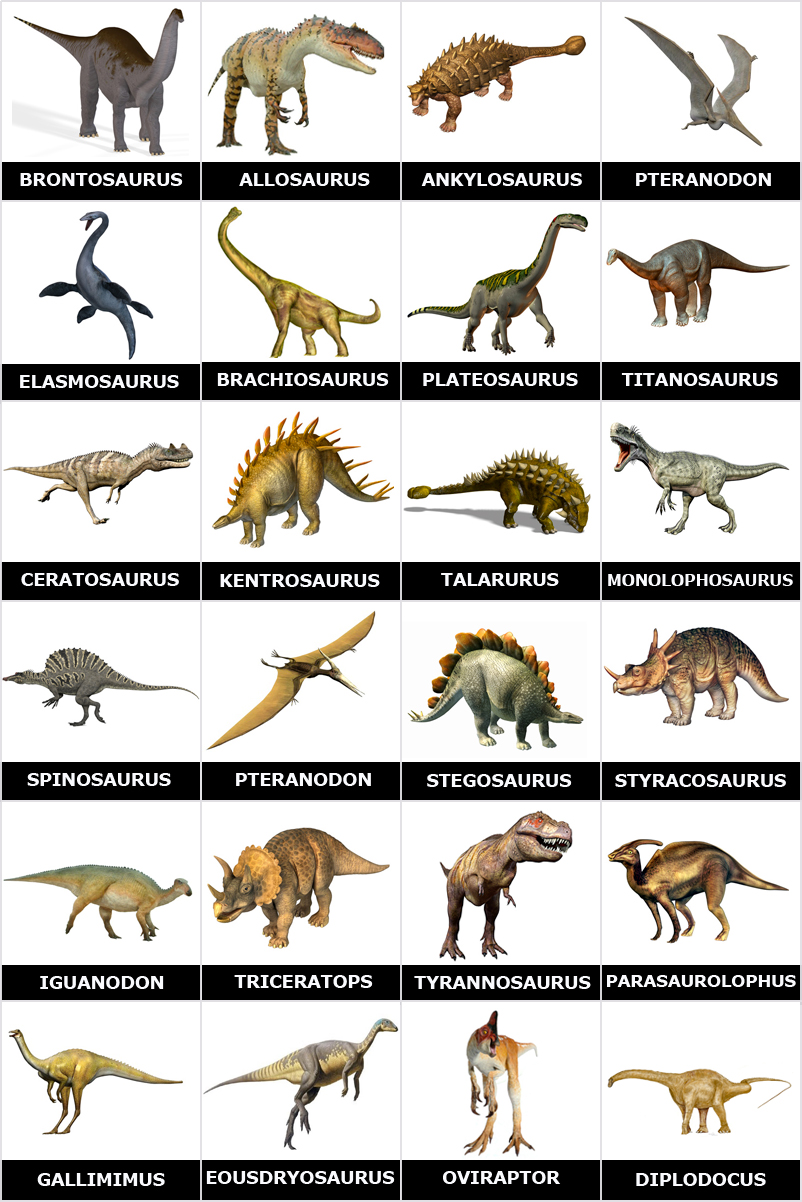 BRONTOSAURUS
ALLOSAURUS
ANKYLOSAURUS
PTERANODON
ELASMOSAURUS
BRACHIOSAURUS
PLATEOSAURUS
TITANOSAURUS
CERATOSAURUS
KENTROSAURUS
TALARURUS
MONOLOPHOSAURUS
SPINOSAURUS
PTERANODON
STEGOSAURUS
STYRACOSAURUS
IGUANODON
TRICERATOPS
TYRANNOSAURUS
PARASAUROLOPHUS
GALLIMIMUS
EOUSDRYOSAURUS
OVIRAPTOR
DIPLODOCUS